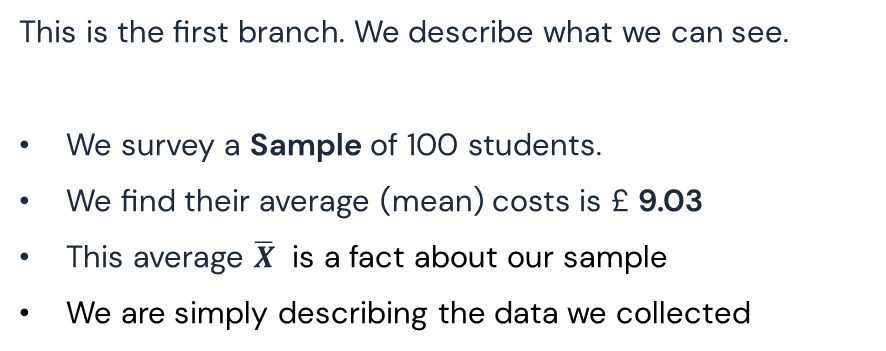 This is the first branch. We describe what we can see.
• We survey a Sample of 100 students.
• We find their average (mean) costs is £ 9.03
• This average X̅ is a fact about our sample
• We are simply describing the data we collected